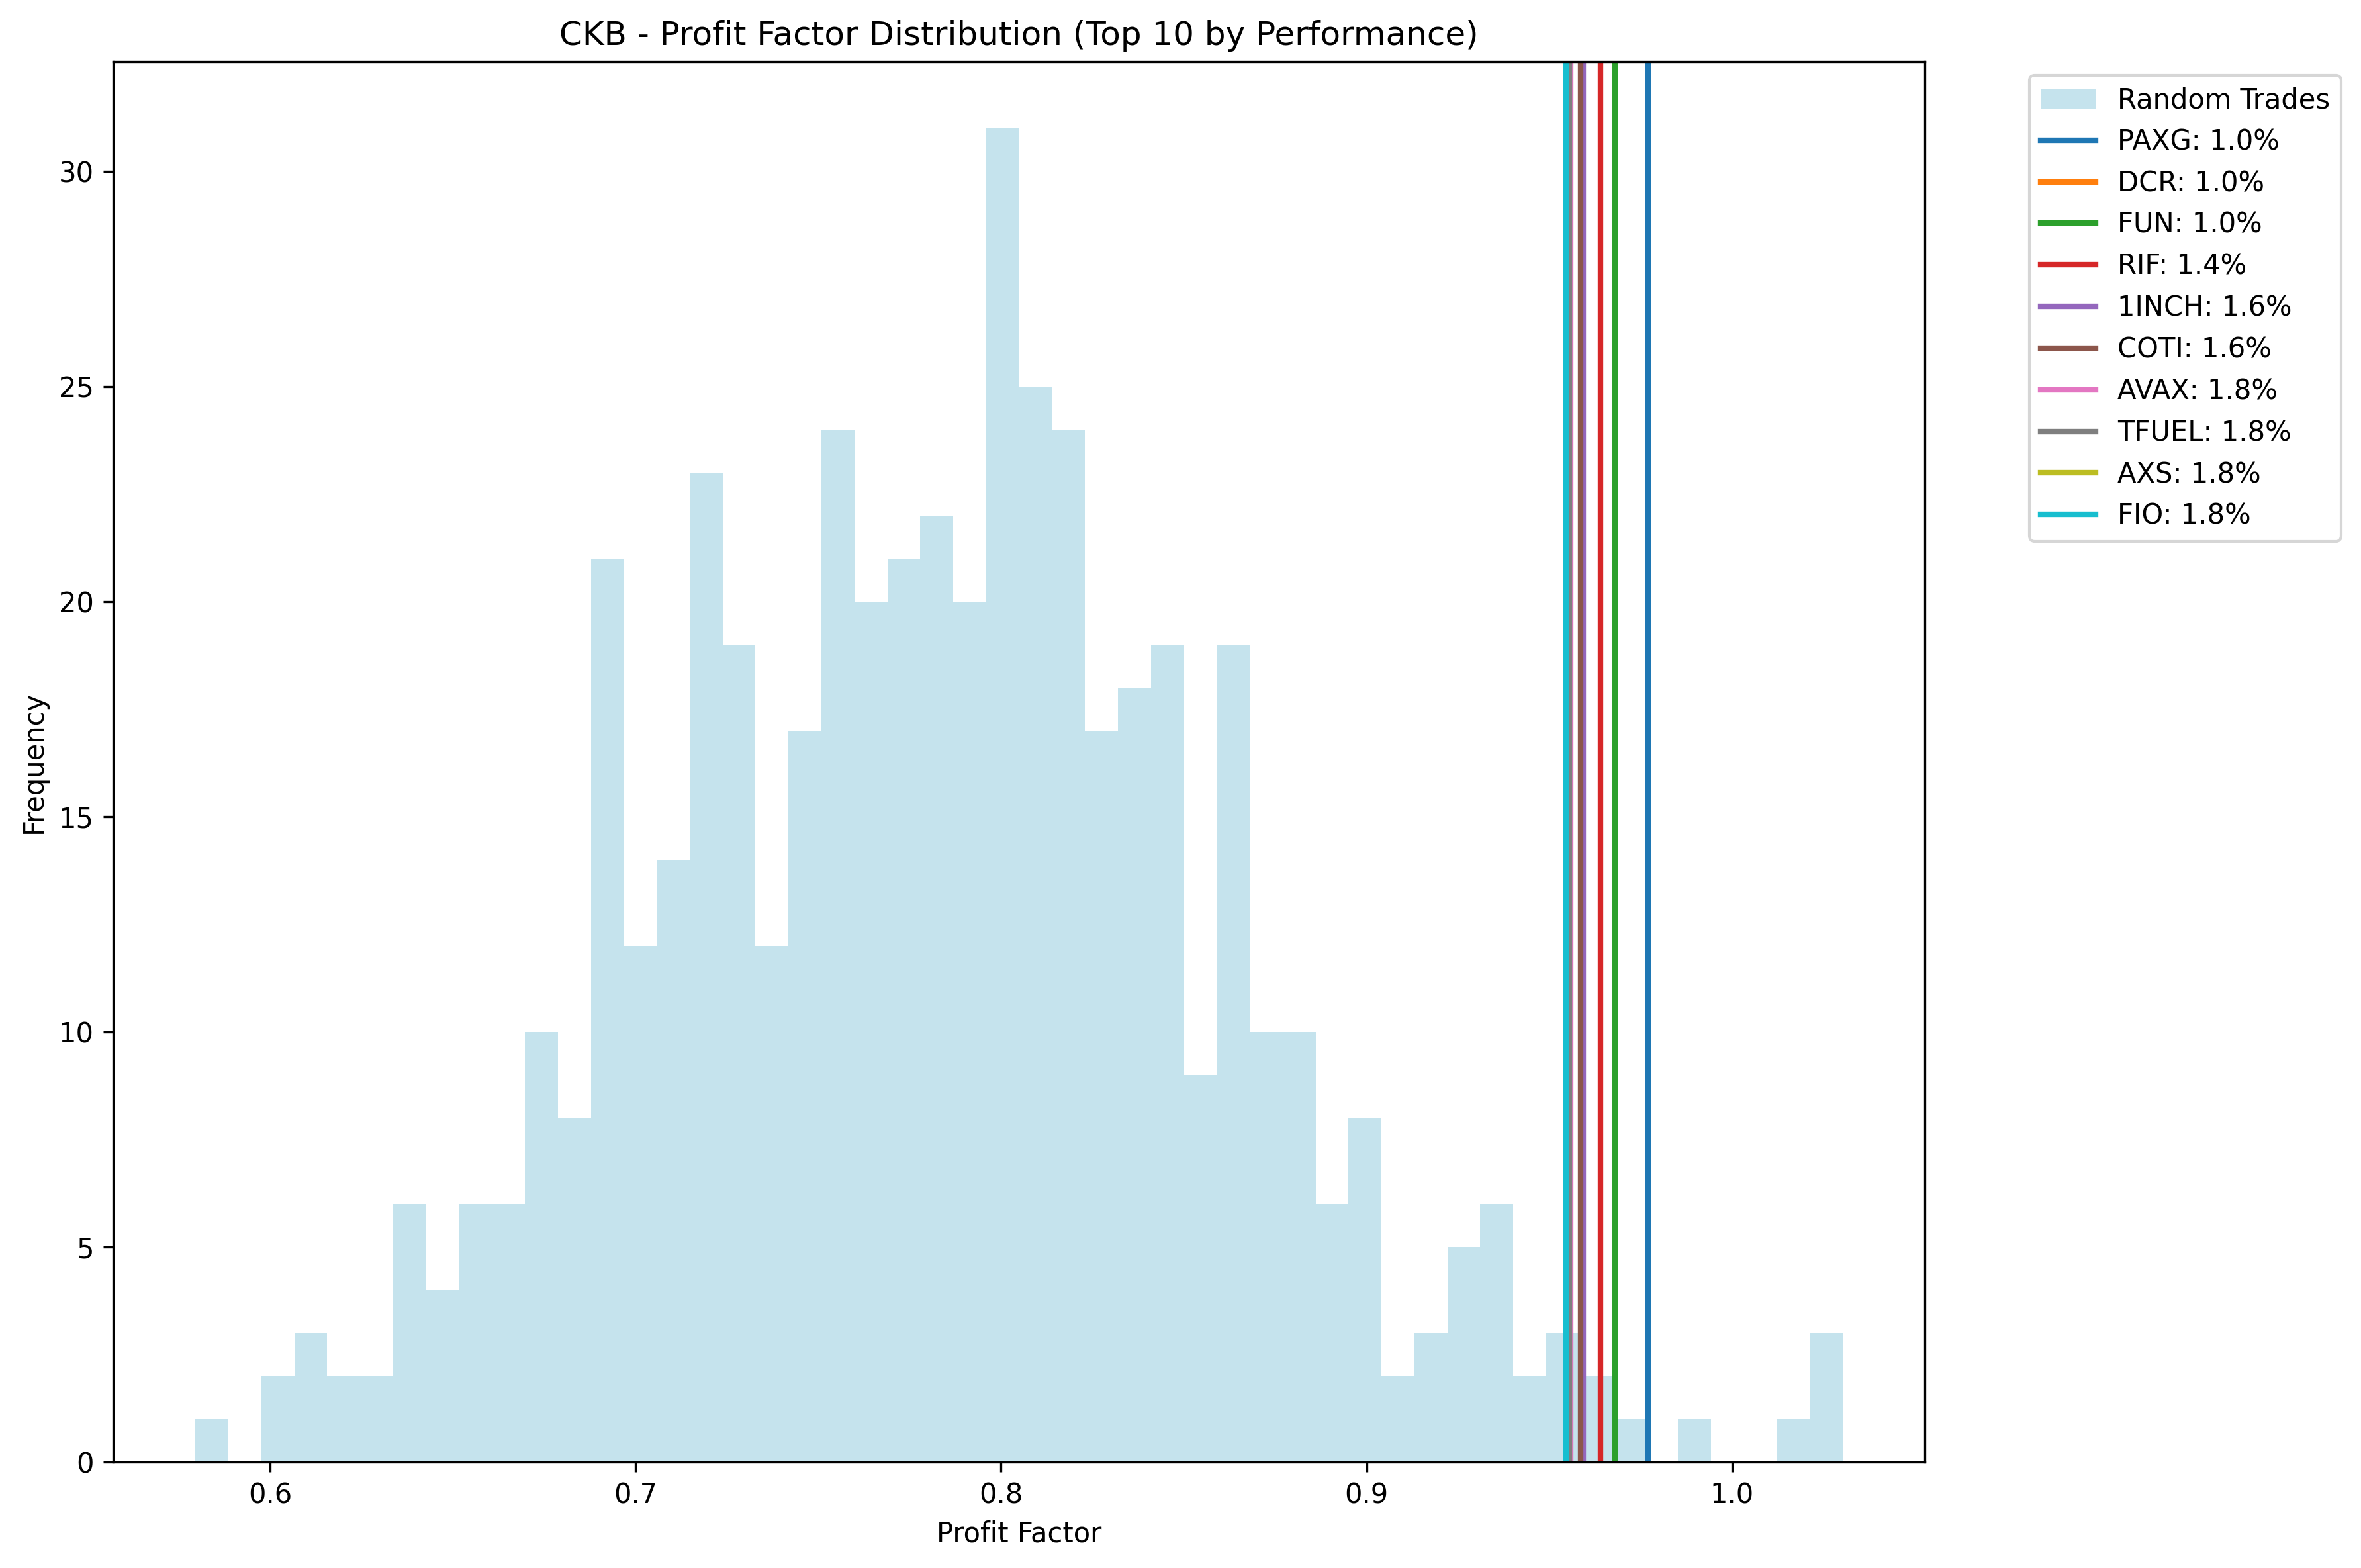 CKB - Profit Factor Distribution (Top 10 by Performance)
Random Trades
PAXG: 1.0%
DCR: 1.0%
FUN: 1.0%
RIF: 1.4%
1INCH: 1.6%
COTI: 1.6%
AVAX: 1.8%
TFUEL: 1.8%
AXS: 1.8%
FIO: 1.8%
Frequency
30
25
20
15
10
5
0
0.6
0.7
0.8
0.9
1.0
Profit Factor